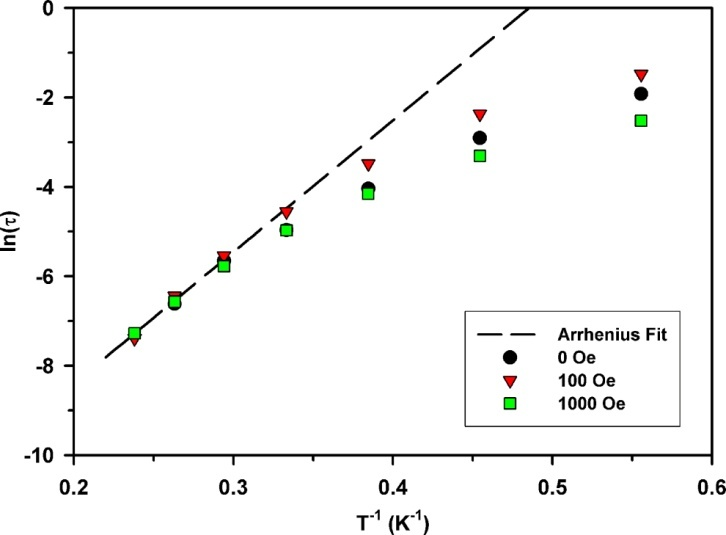 0
-2
-4
-6
-8
-10
ln(τ)
0.2
0.3
0.4
0.5
0.6
T⁻¹ (K⁻¹)
Arrhenius Fit
0 Oe
100 Oe
1000 Oe